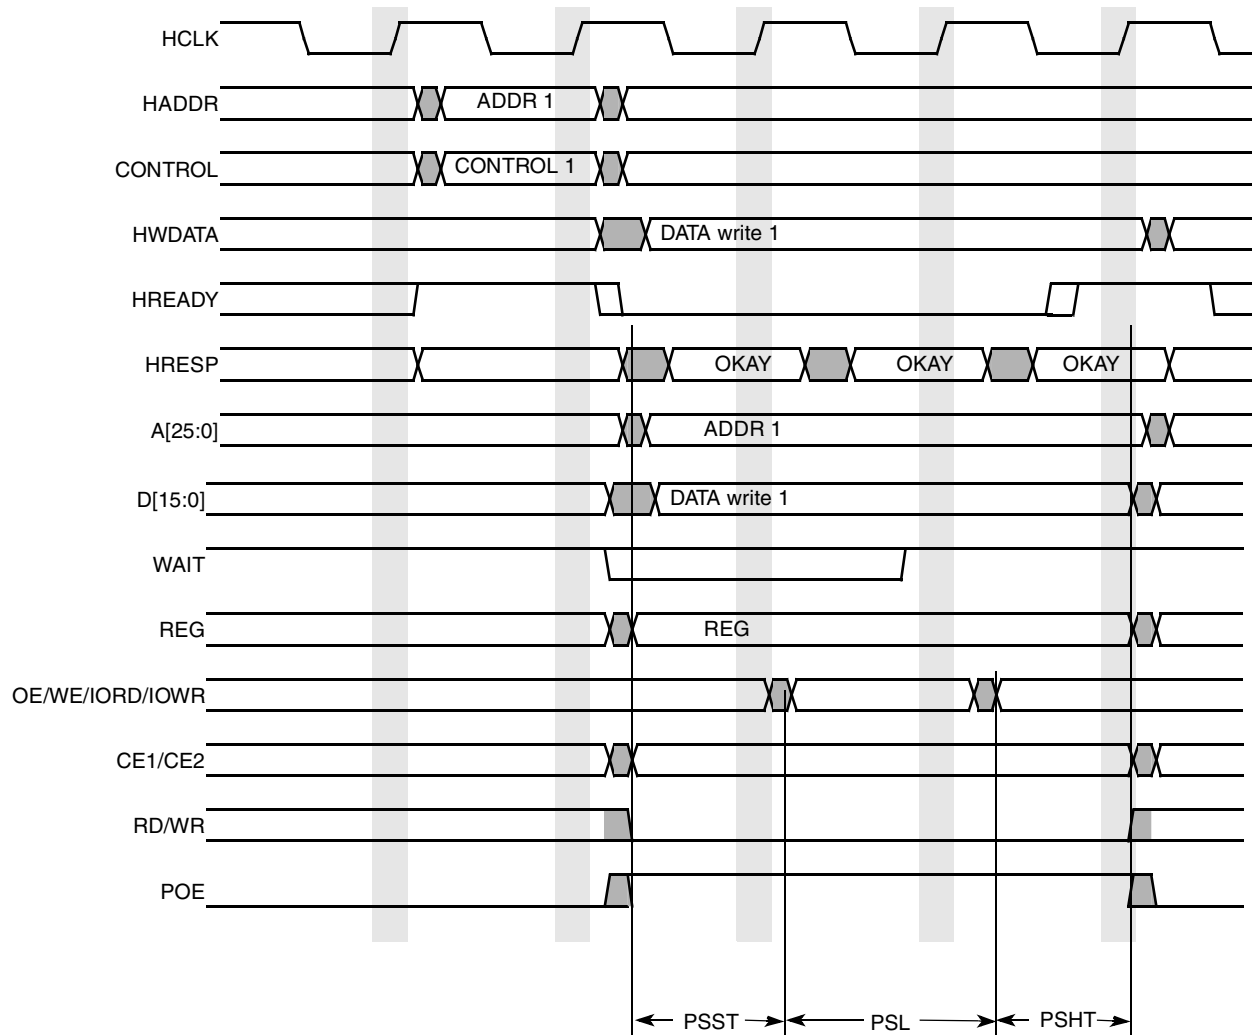 HCLK
HADDR ADDR 1
CONTROL CONTROL 1
HWDATA DATA write 1
HREADY
HRESP OKAY OKAY OKAY
A[25:0] ADDR 1
D[15:0] DATA write 1
WAIT
REG REG
OE/WE/IORD/IOWR
CE1/CE2
RD/WR
POE
PSST PSL PSHT